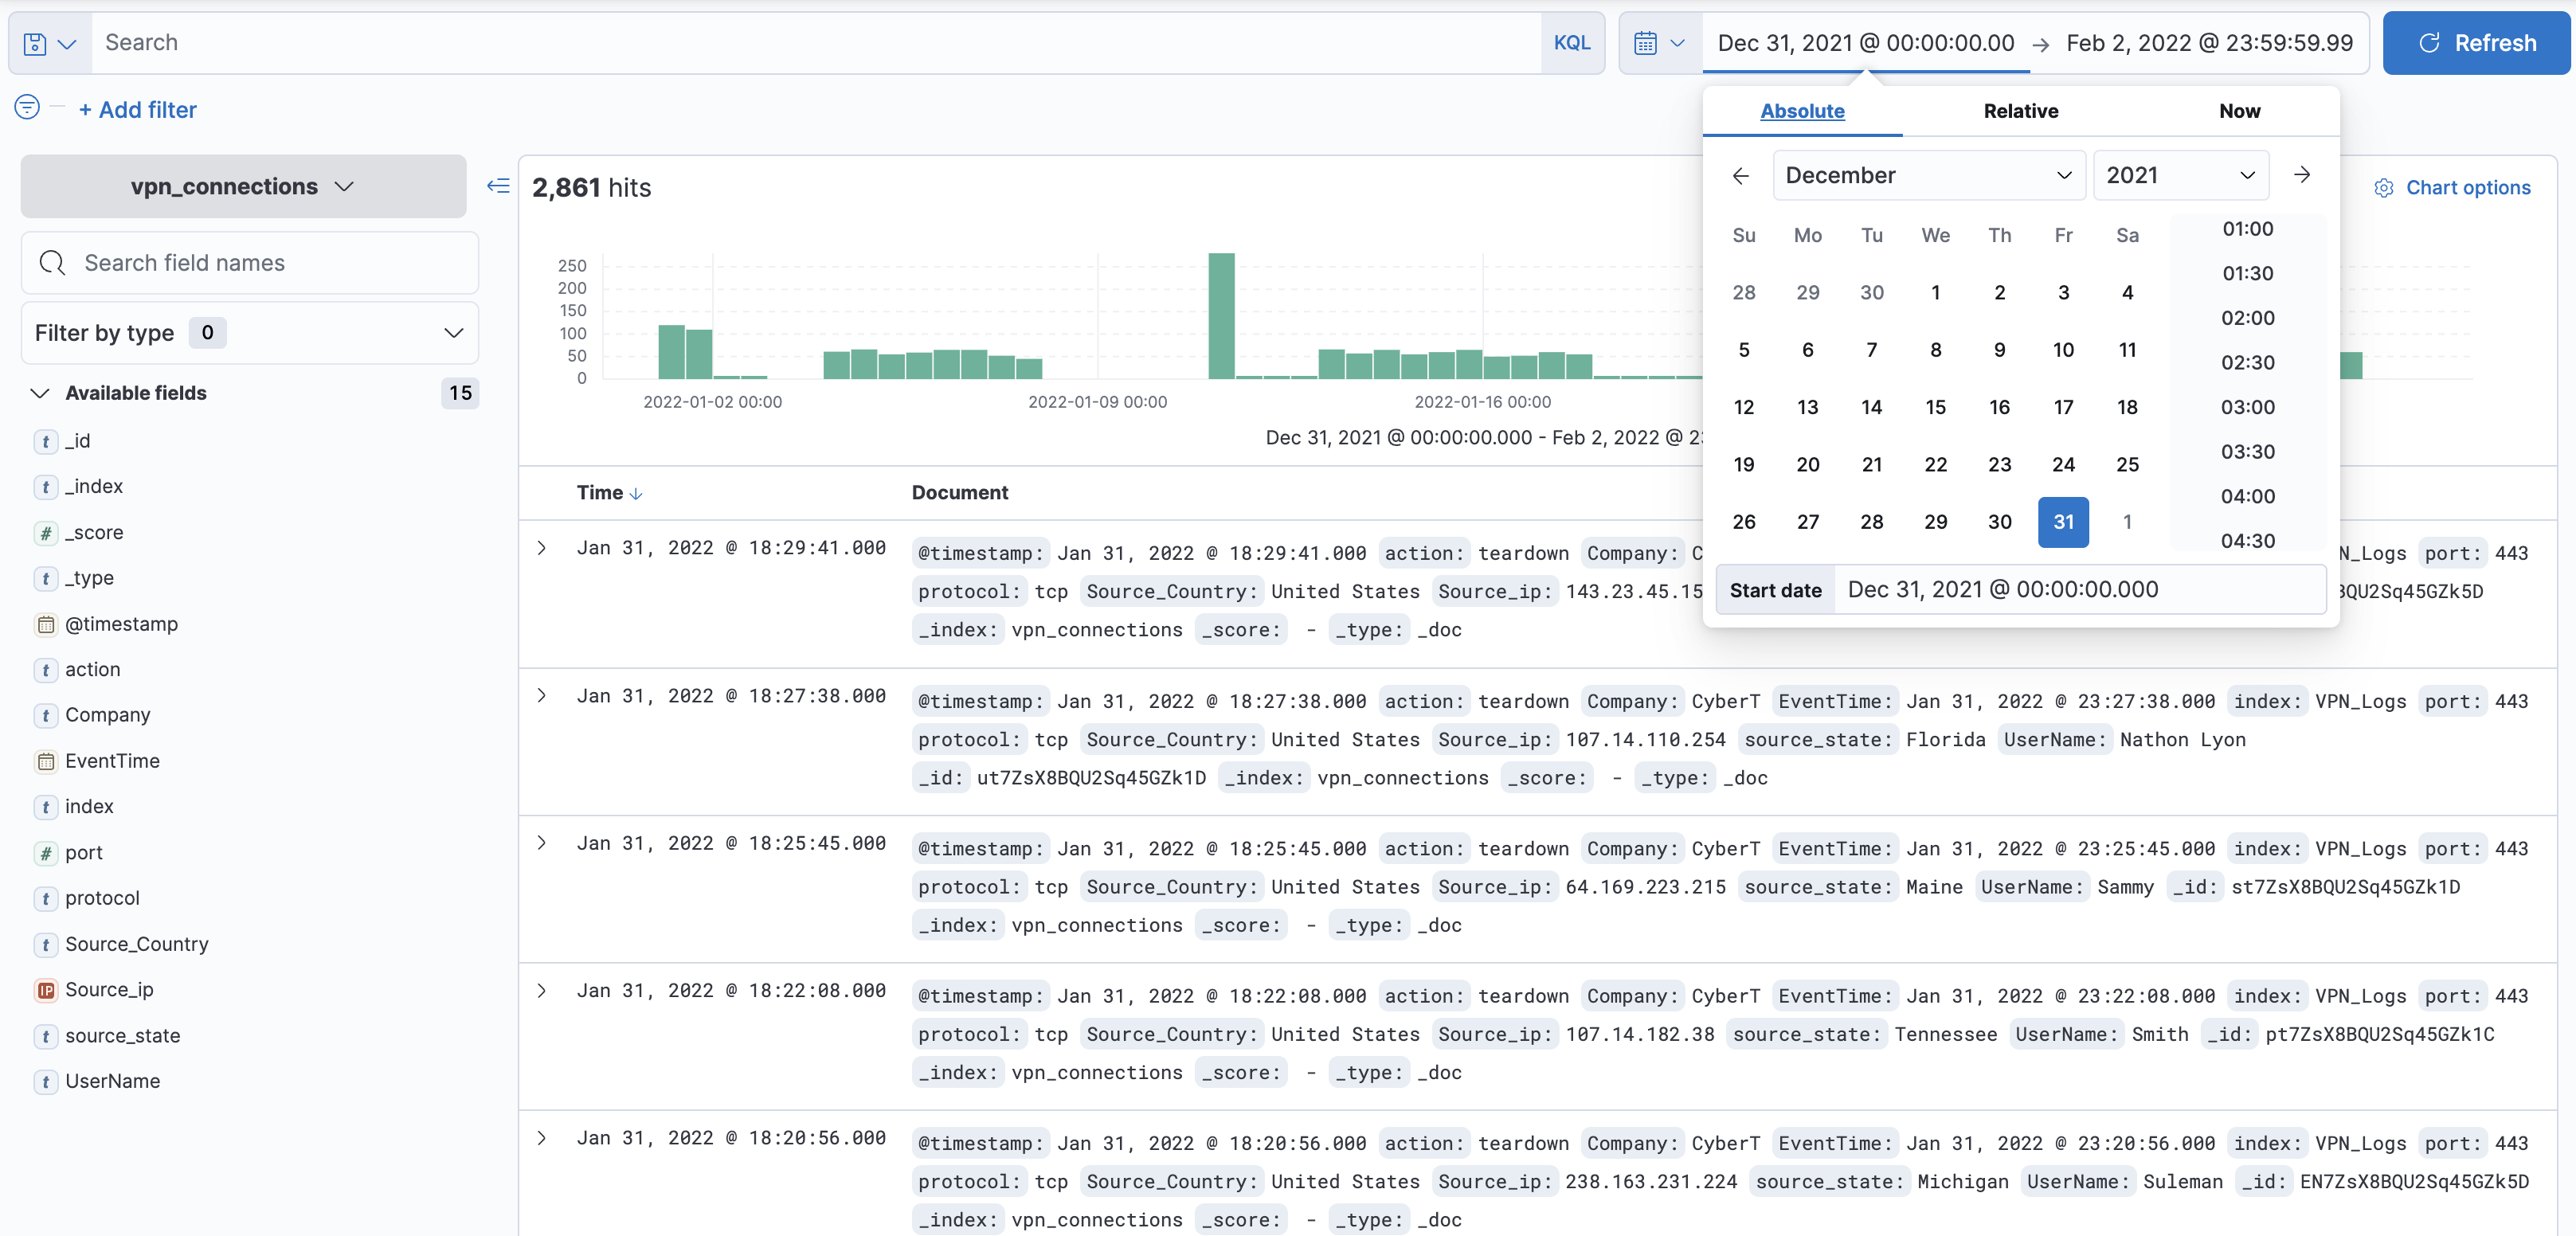 Search
KQL
Dec 31, 2021 @ 00:00:00.00 → Feb 2, 2022 @ 23:59:59.99
Refresh
+ Add filter
Absolute
Relative
Now
December
2021
Su Mo Tu We Th Fr Sa
28 29 30 1 2 3 4
5 6 7 8 9 10 11
12 13 14 15 16 17 18
19 20 21 22 23 24 25
26 27 28 29 30 31 1
01:00
01:30
02:00
02:30
03:00
03:30
04:00
04:30
Start date Dec 31, 2021 @ 00:00:00.000
vpn_connections
Search field names
Filter by type 0
Available fields 15
t _id
t _index
# _score
t _type
@timestamp
t action
t Company
EventTime
t index
# port
t protocol
t Source_Country
IP Source_ip
t source_state
t UserName
2,861 hits
Chart options
250
200
150
100
50
0
2022-01-02 00:00
2022-01-09 00:00
2022-01-16 00:00
Dec 31, 2021 @ 00:00:00.000 - Feb 2, 2022 @ 2
Time Document
Jan 31, 2022 @ 18:29:41.000
@timestamp: Jan 31, 2022 @ 18:29:41.000 action: teardown Company: C N_Logs port: 443
protocol: tcp Source_Country: United States Source_ip: 143.23.45.15 BQU2Sq45GZk5D
_index: vpn_connections _score: - _type: _doc
Jan 31, 2022 @ 18:27:38.000
@timestamp: Jan 31, 2022 @ 18:27:38.000 action: teardown Company: CyberT EventTime: Jan 31, 2022 @ 23:27:38.000 index: VPN_Logs port: 443
protocol: tcp Source_Country: United States Source_ip: 107.14.110.254 source_state: Florida UserName: Nathon Lyon
_id: ut7ZsX8BQU2Sq45GZk1D _index: vpn_connections _score: - _type: _doc
Jan 31, 2022 @ 18:25:45.000
@timestamp: Jan 31, 2022 @ 18:25:45.000 action: teardown Company: CyberT EventTime: Jan 31, 2022 @ 23:25:45.000 index: VPN_Logs port: 443
protocol: tcp Source_Country: United States Source_ip: 64.169.223.215 source_state: Maine UserName: Sammy _id: st7ZsX8BQU2Sq45GZk1D
_index: vpn_connections _score: - _type: _doc
Jan 31, 2022 @ 18:22:08.000
@timestamp: Jan 31, 2022 @ 18:22:08.000 action: teardown Company: CyberT EventTime: Jan 31, 2022 @ 23:22:08.000 index: VPN_Logs port: 443
protocol: tcp Source_Country: United States Source_ip: 107.14.182.38 source_state: Tennessee UserName: Smith _id: pt7ZsX8BQU2Sq45GZk1C
_index: vpn_connections _score: - _type: _doc
Jan 31, 2022 @ 18:20:56.000
@timestamp: Jan 31, 2022 @ 18:20:56.000 action: teardown Company: CyberT EventTime: Jan 31, 2022 @ 23:20:56.000 index: VPN_Logs port: 443
protocol: tcp Source_Country: United States Source_ip: 238.163.231.224 source_state: Michigan UserName: Suleman _id: EN7ZsX8BQU2Sq45GZk5D
_index: vpn_connections _score: - _type: _doc